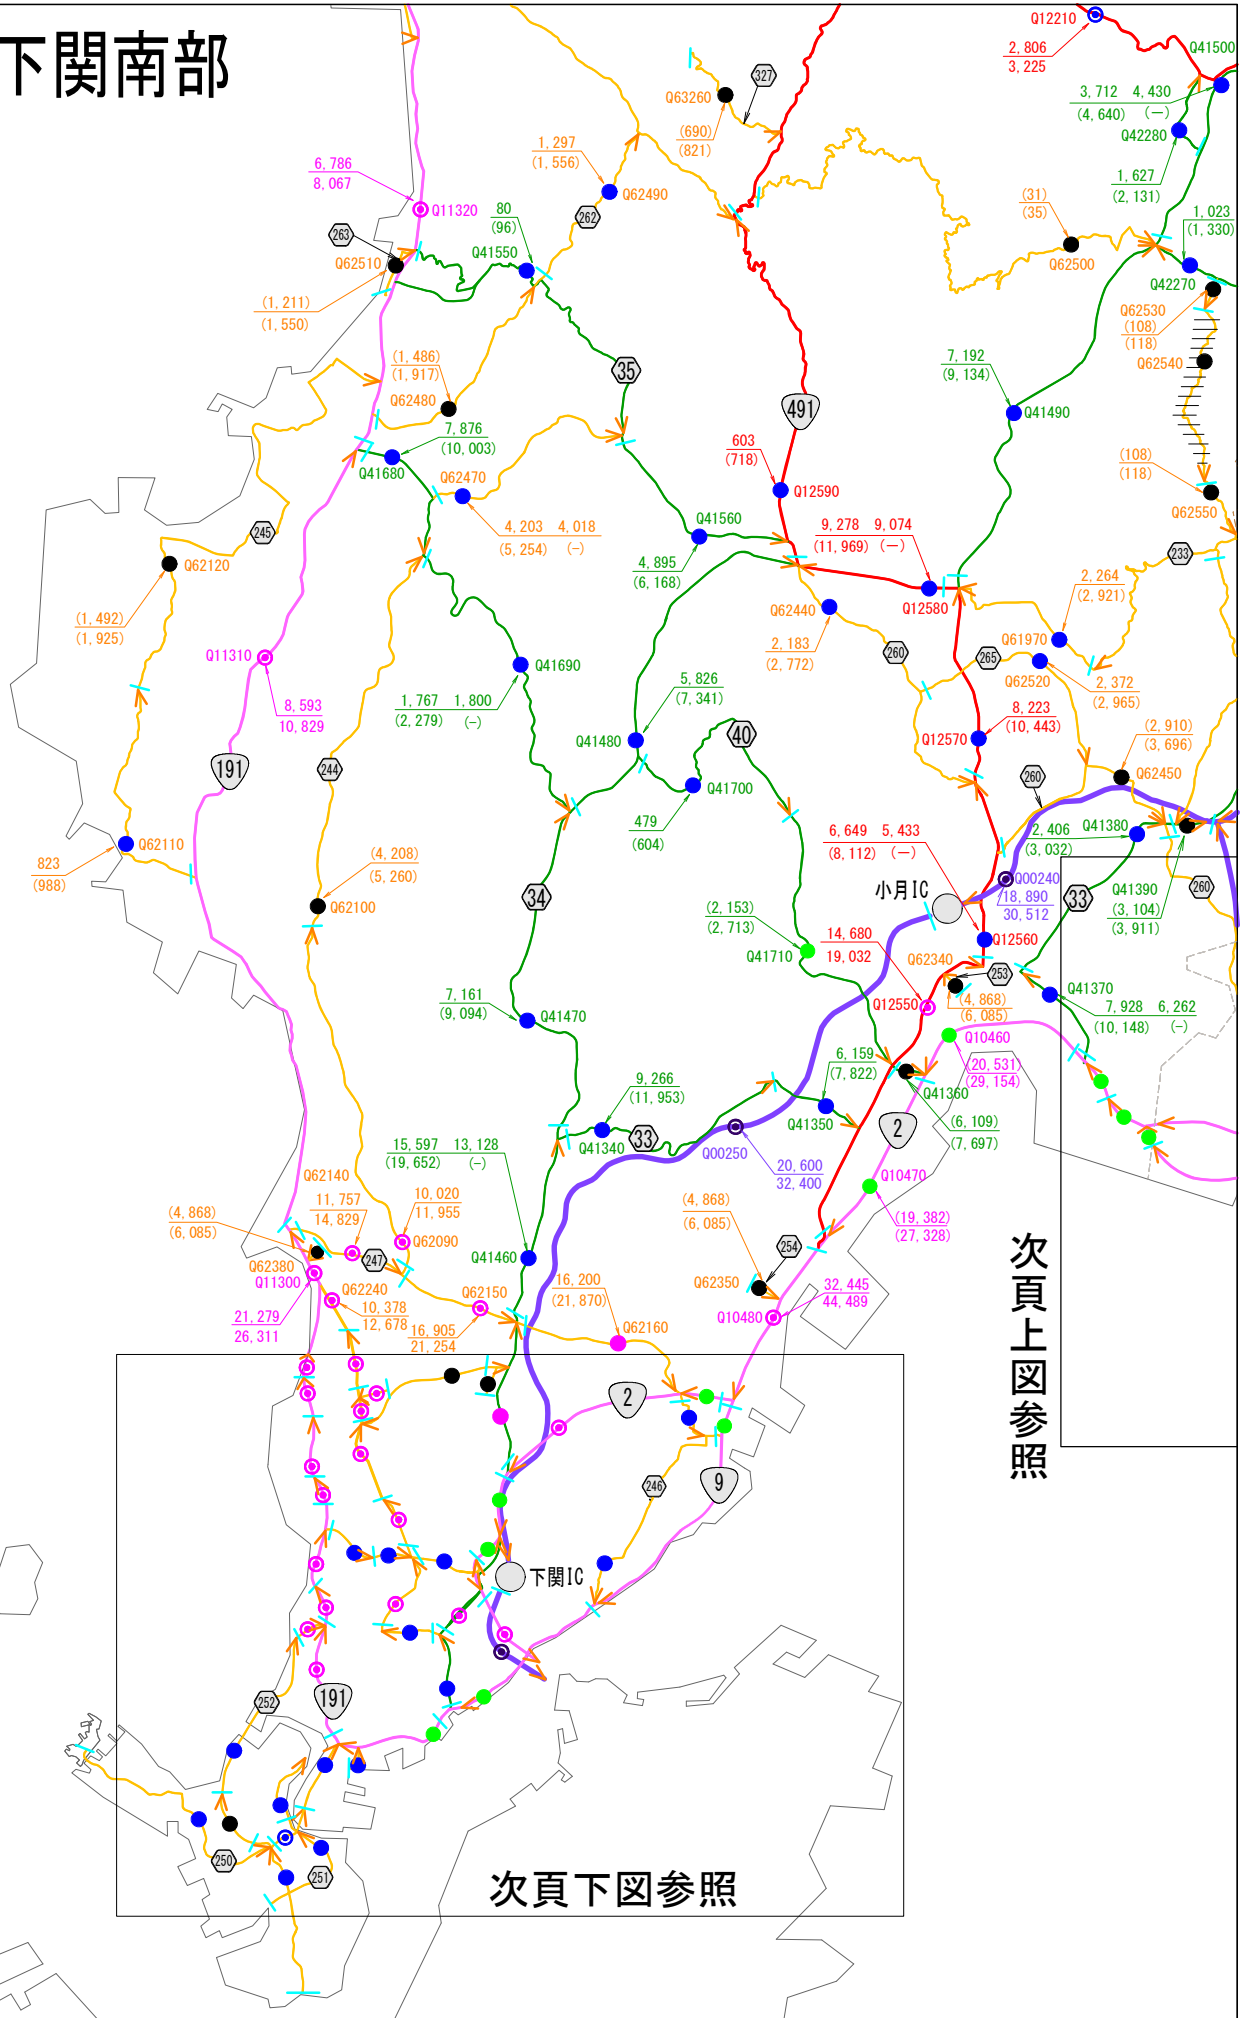 下関南部
Q12210
2,806
3,225
Q41500
3,712 4,430
(4,640) (—)
Q42280
1,627
(2,131)
1,023
(1,330)
Q42270
327
Q63260
(690)
(821)
1,297
(1,556)
Q62490
262
6,786
8,067
Q11320
263
Q62510
(1,211)
(1,550)
80
(96)
Q41550
(31)
(35)
Q62500
Q62530
(108)
(118)
Q62540
(108)
(118)
Q62550
(1,486)
(1,917)
Q62480
35
491
7,192
(9,134)
Q41490
7,876
(10,003)
Q41680
Q62470
4,203 4,018
(5,254) (-)
603
(718)
Q12590
Q41560
4,895
(6,168)
9,278 9,074
(11,969) (—)
Q12580
245
Q62120
(1,492)
(1,925)
233
2,264
(2,921)
Q61970
Q62440
2,183
(2,772)
260
265
Q62520
2,372
(2,965)
Q11310
8,593
10,829
Q41690
1,767 1,800
(2,279) (-)
5,826
(7,341)
Q41480
8,223
(10,443)
Q12570
(2,910)
(3,696)
Q62450
191
244
40
Q41700
479
(604)
260
Q62110
823
(988)
6,649 5,433
(8,112) (—)
2,406
(3,032)
Q41380
(4,208)
(5,260)
Q62100
34
小月IC
Q00240
18,890
30,512
33
Q41390
(3,104)
(3,911)
260
(2,153)
(2,713)
Q41710
14,680
19,032
Q12560
Q62340
253
Q12550
(4,868)
(6,085)
Q41370
7,928 6,262
(10,148) (-)
7,161
(9,094)
Q41470
Q10460
(20,531)
(29,154)
6,159
(7,822)
Q41350
Q41360
(6,109)
(7,697)
9,266
(11,953)
Q41340
33
2
15,597 13,128
(19,652) (-)
Q00250
20,600
32,400
Q10470
(19,382)
(27,328)
Q62140
11,757
14,829
10,020
11,955
(4,868)
(6,085)
Q62090
247
Q41460
(4,868)
(6,085)
254
Q62380
Q11300
21,279
26,311
Q62240
10,378
12,678
Q62150
16,905
21,254
16,200
(21,870)
Q62160
Q62350
Q10480
32,445
44,489
次頁上図参照
2
9
246
下関IC
252
191
250
251
次頁下図参照